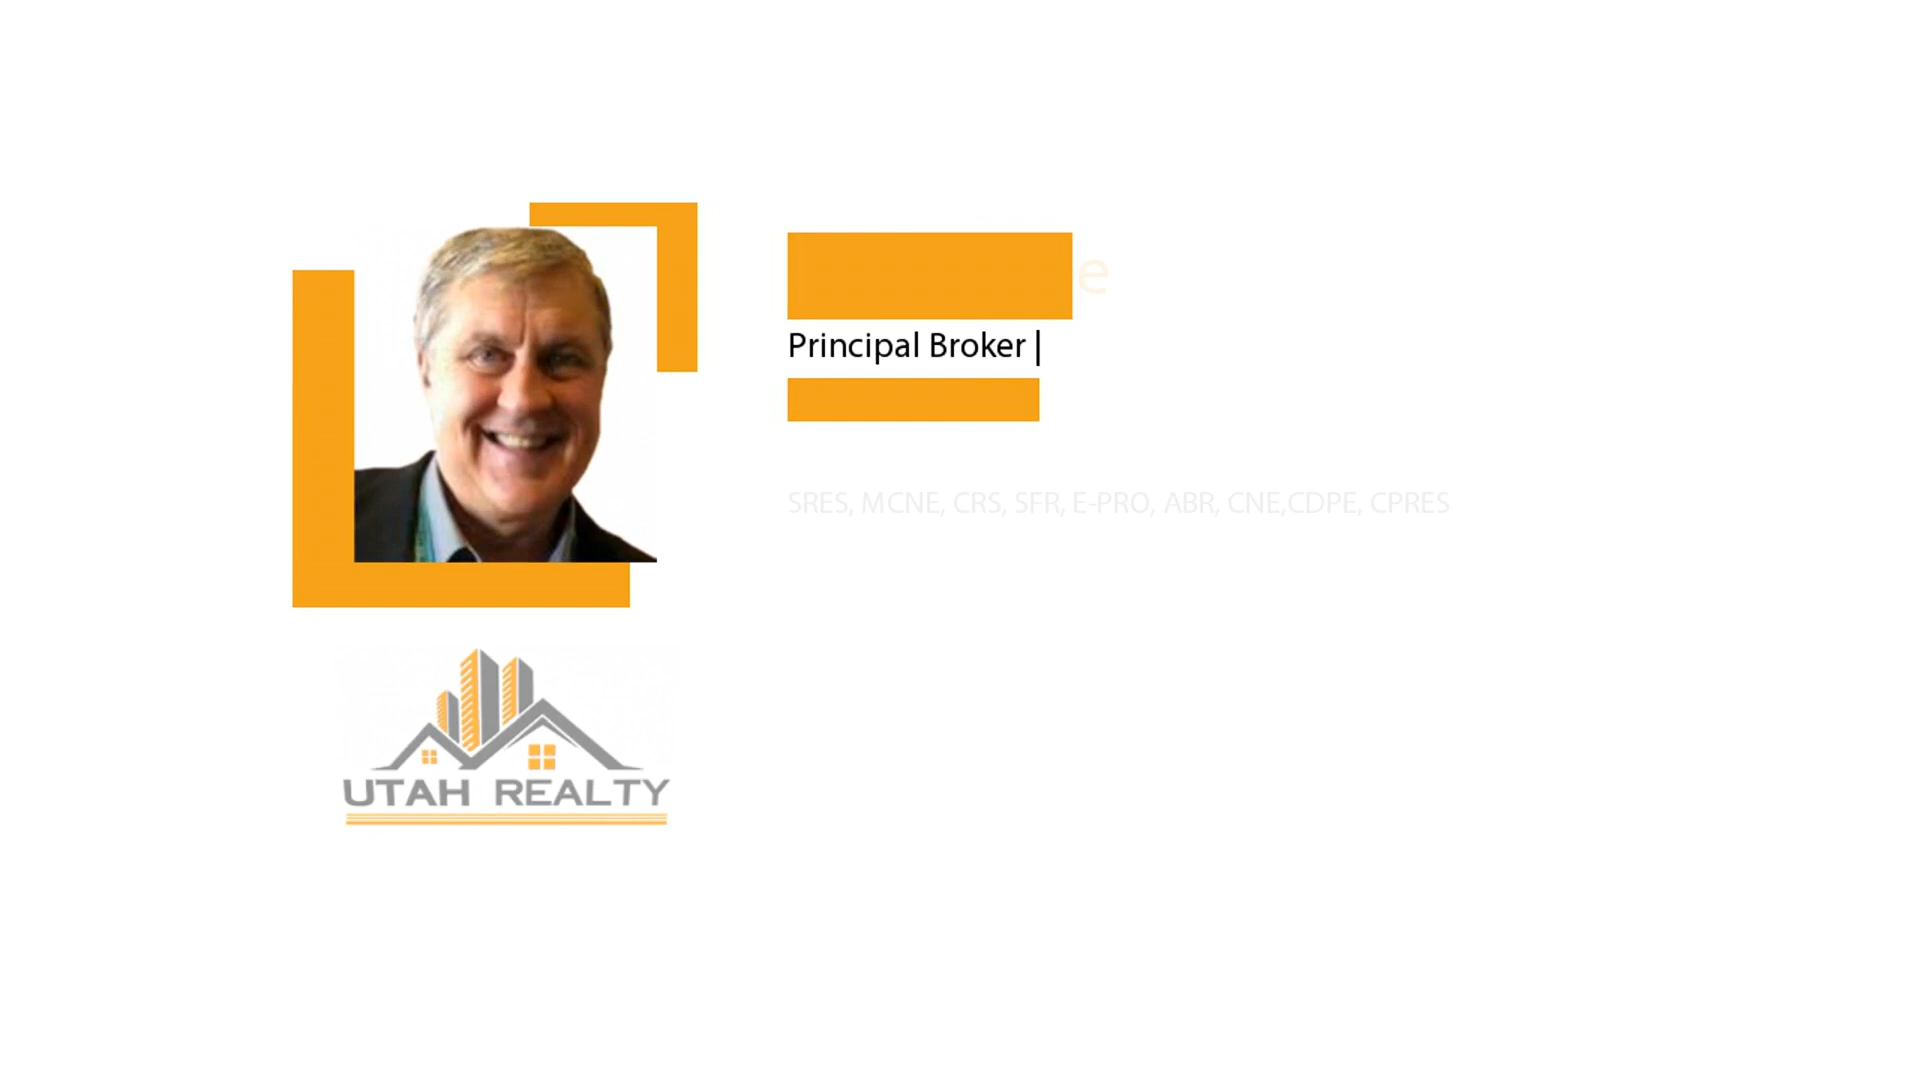 e
Principal Broker |
SRES, MCNE, CRS, SFR, E-PRO, ABR, CNE,CDPE, CPRES
UTAH REALTY